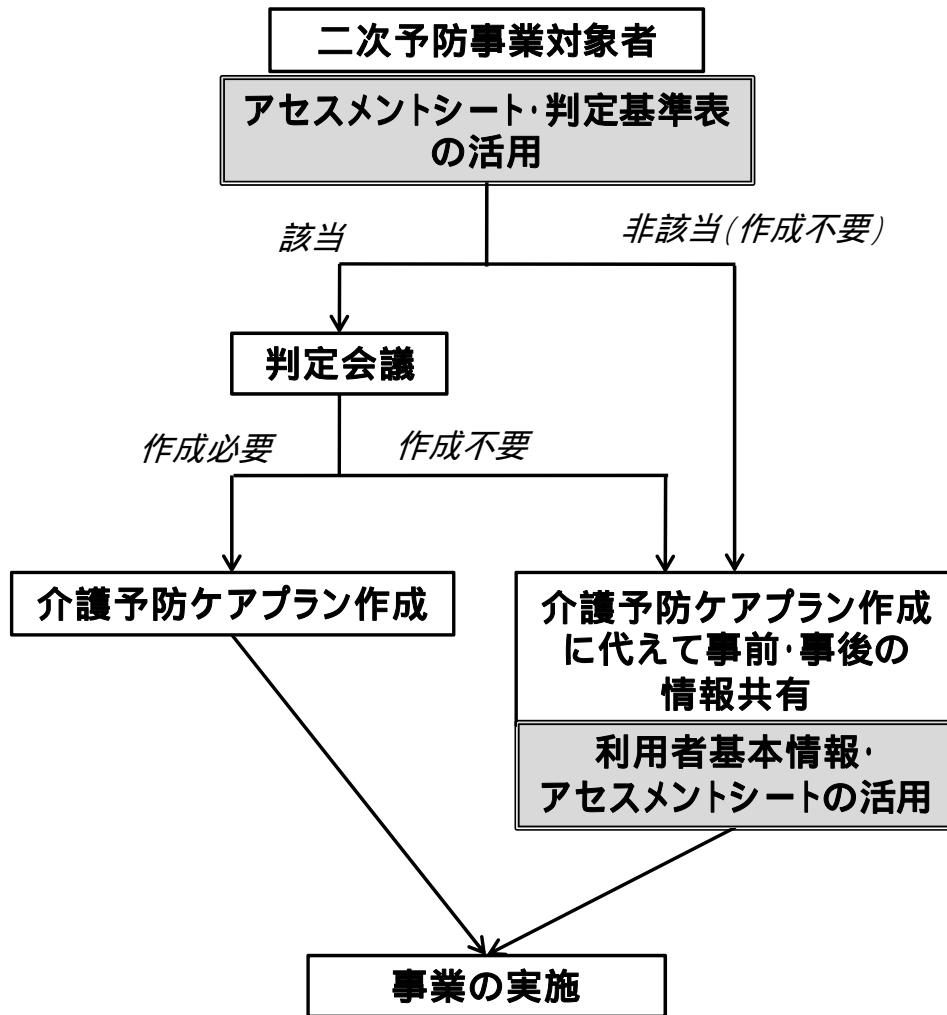 二次予防事業対象者
アセスメントシート・判定基準表
の活用
該当
非該当(作成不要)
判定会議
作成必要
作成不要
介護予防ケアプラン作成
介護予防ケアプラン作成
に代えて事前・事後の
情報共有
利用者基本情報・
アセスメントシートの活用
事業の実施